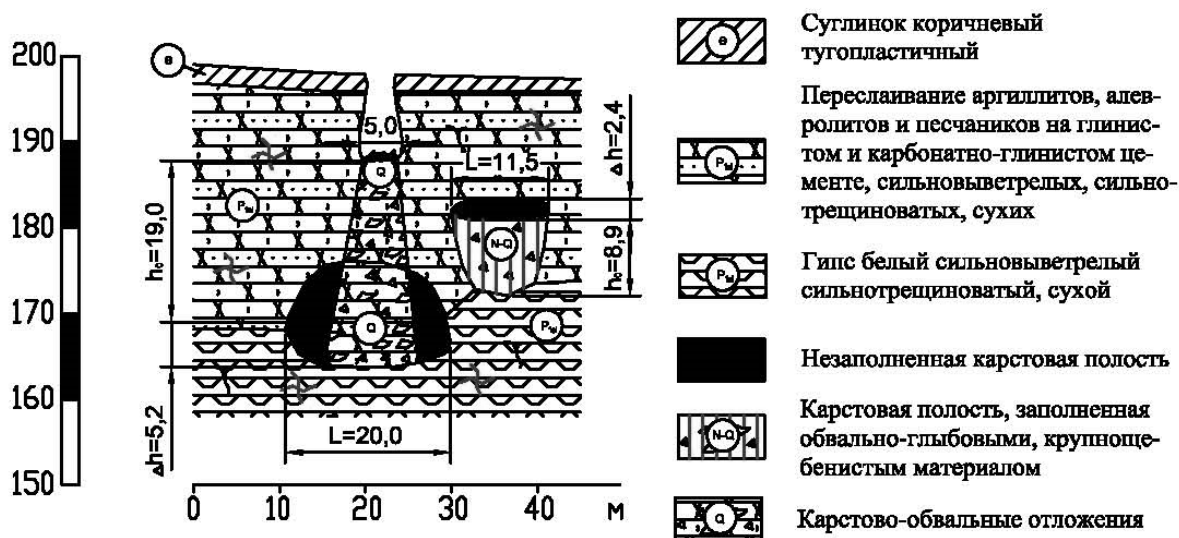 200
190
180
170
160
150
е
5,0
Q
L=11,5
Δh=2,4
N-Q
h₀=8,9
h₀=19,0
Q
Δh=5,2
L=20,0
0
10
20
30
40
М
е
Суглинок коричневый
тугопластичный
Переслаивание аргиллитов, алев-
ролитов и песчаников на глинис-
том и карбонатно-глинистом це-
менте, сильновыветрелых, сильно-
трещиноватых, сухих
Гипс белый сильновыветрелый
сильнотрещиноватый, сухой
Незаполненная карстовая полость
N-Q
Карстовая полость, заполненная
обвально-глыбовыми, крупноще-
бенистым материалом
Q
Карстово-обвальные отложения